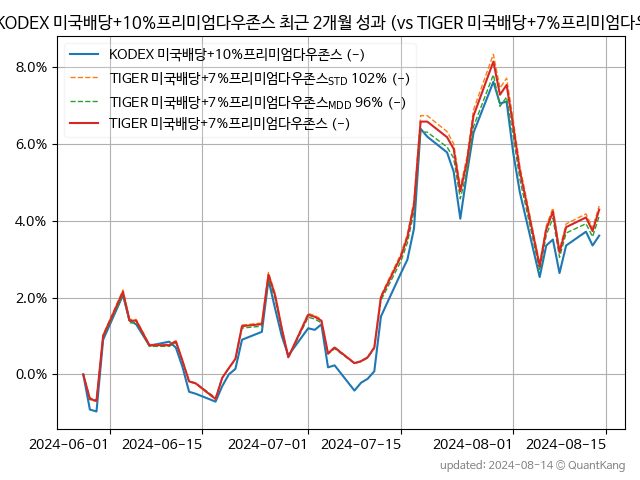 KODEX 미국배당+10%프리미엄다우존스 최근 2개월 성과 (vs TIGER 미국배당+7%프리미엄다우
KODEX 미국배당+10%프리미엄다우존스 (−)
TIGER 미국배당+7%프리미엄다우존스STD 102% (−)
TIGER 미국배당+7%프리미엄다우존스MDD 96% (−)
TIGER 미국배당+7%프리미엄다우존스 (−)
8.0%
6.0%
4.0%
2.0%
0.0%
2024-06-01 2024-06-15 2024-07-01 2024-07-15 2024-08-01 2024-08-15
updated: 2024-08-14 © QuantKang